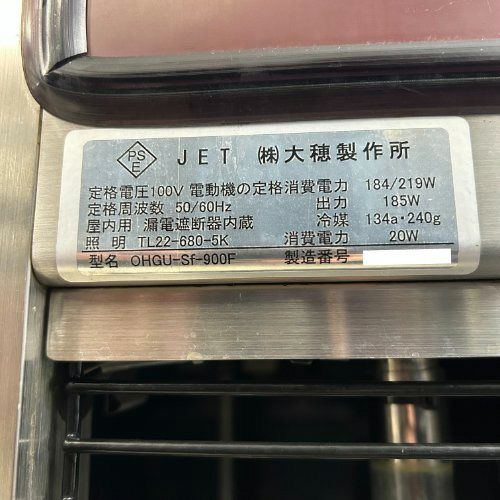 PSE JET ㈱大穂製作所
定格電圧100V 電動機の定格消費電力 184/219W
定格周波数 50/60Hz 出力 185W
屋内用 漏電遮断器内蔵 冷媒 134a･240g
照明 TL22-680-5K 消費電力 20W
型名 OHGU-Sf-900F 製造番号